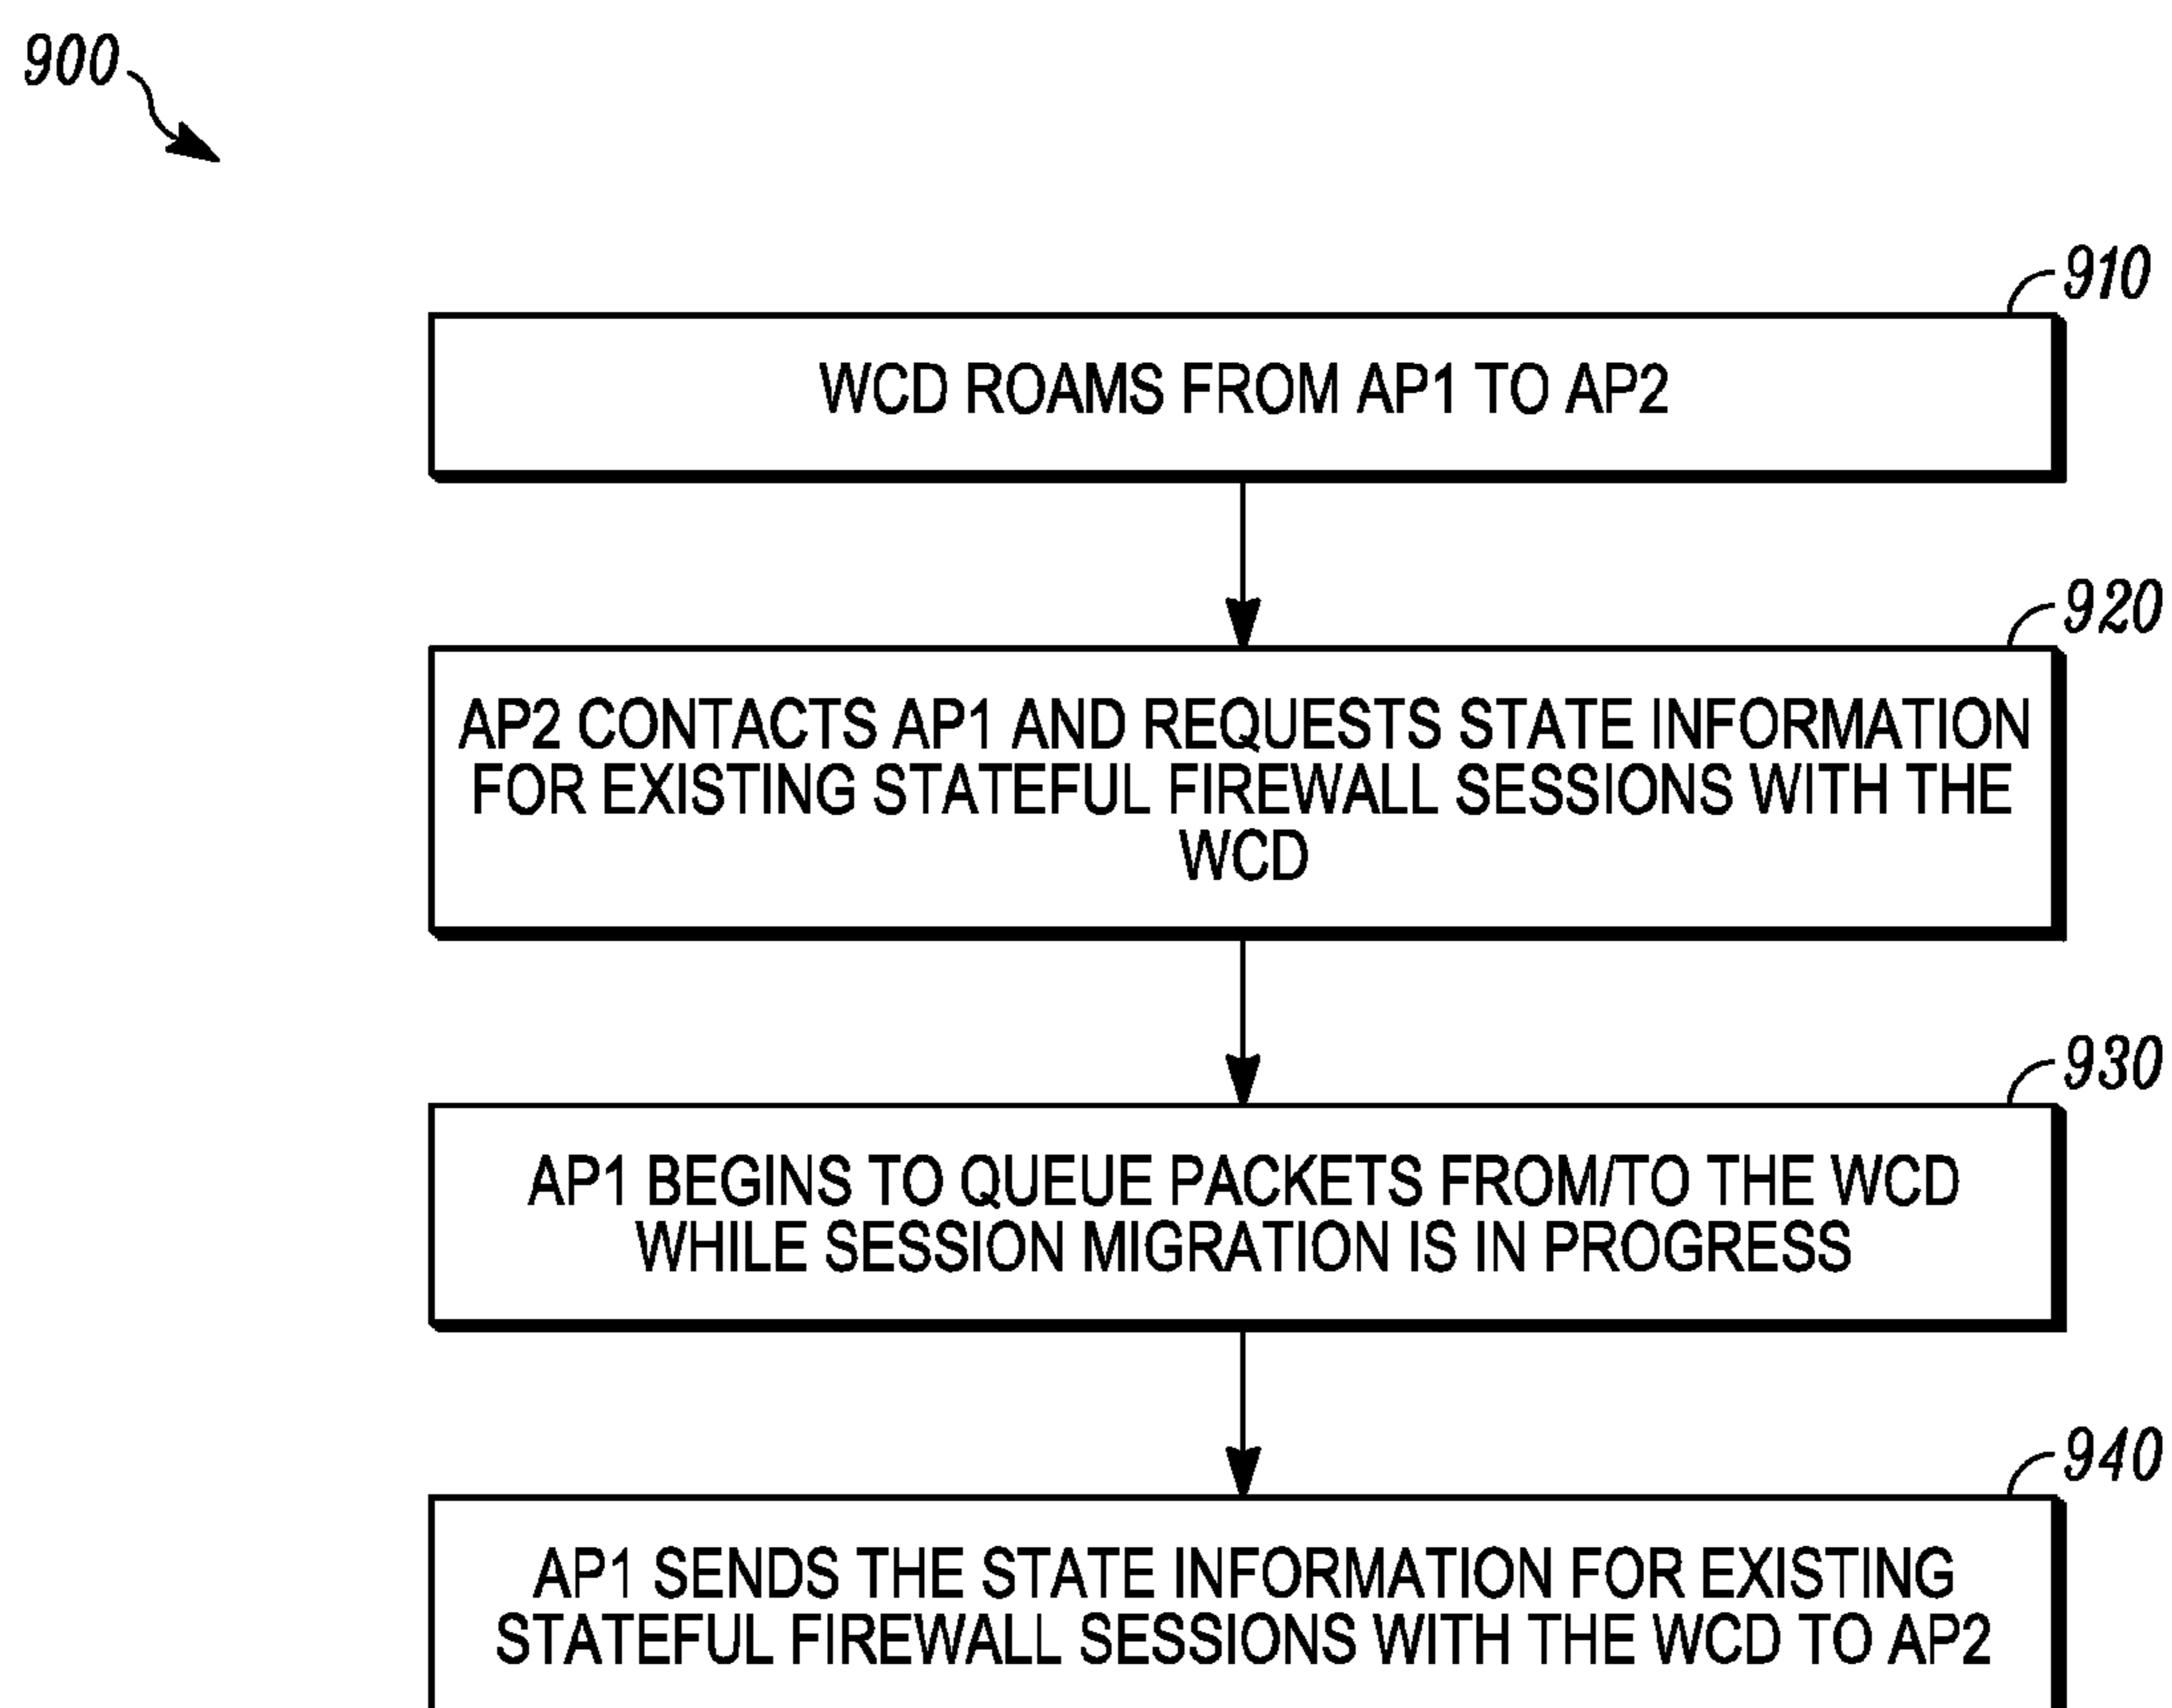 900
910
WCD ROAMS FROM AP1 TO AP2
920
AP2 CONTACTS AP1 AND REQUESTS STATE INFORMATION
FOR EXISTING STATEFUL FIREWALL SESSIONS WITH THE
WCD
930
AP1 BEGINS TO QUEUE PACKETS FROM/TO THE WCD
WHILE SESSION MIGRATION IS IN PROGRESS
940
AP1 SENDS THE STATE INFORMATION FOR EXISTING
STATEFUL FIREWALL SESSIONS WITH THE WCD TO AP2